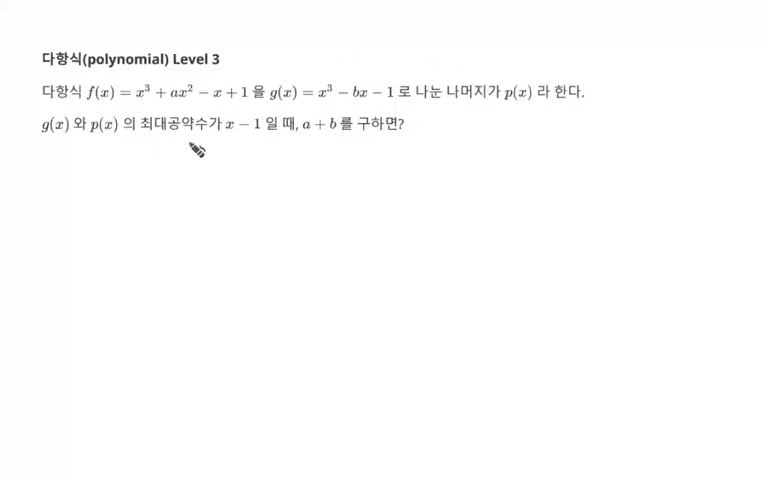 다항식(polynomial) Level 3
다항식 f(x) = x³ + ax² − x + 1 을 g(x) = x³ − bx − 1 로 나눈 나머지가 p(x) 라 한다.
g(x) 와 p(x) 의 최대공약수가 x − 1 일 때, a + b 를 구하면?